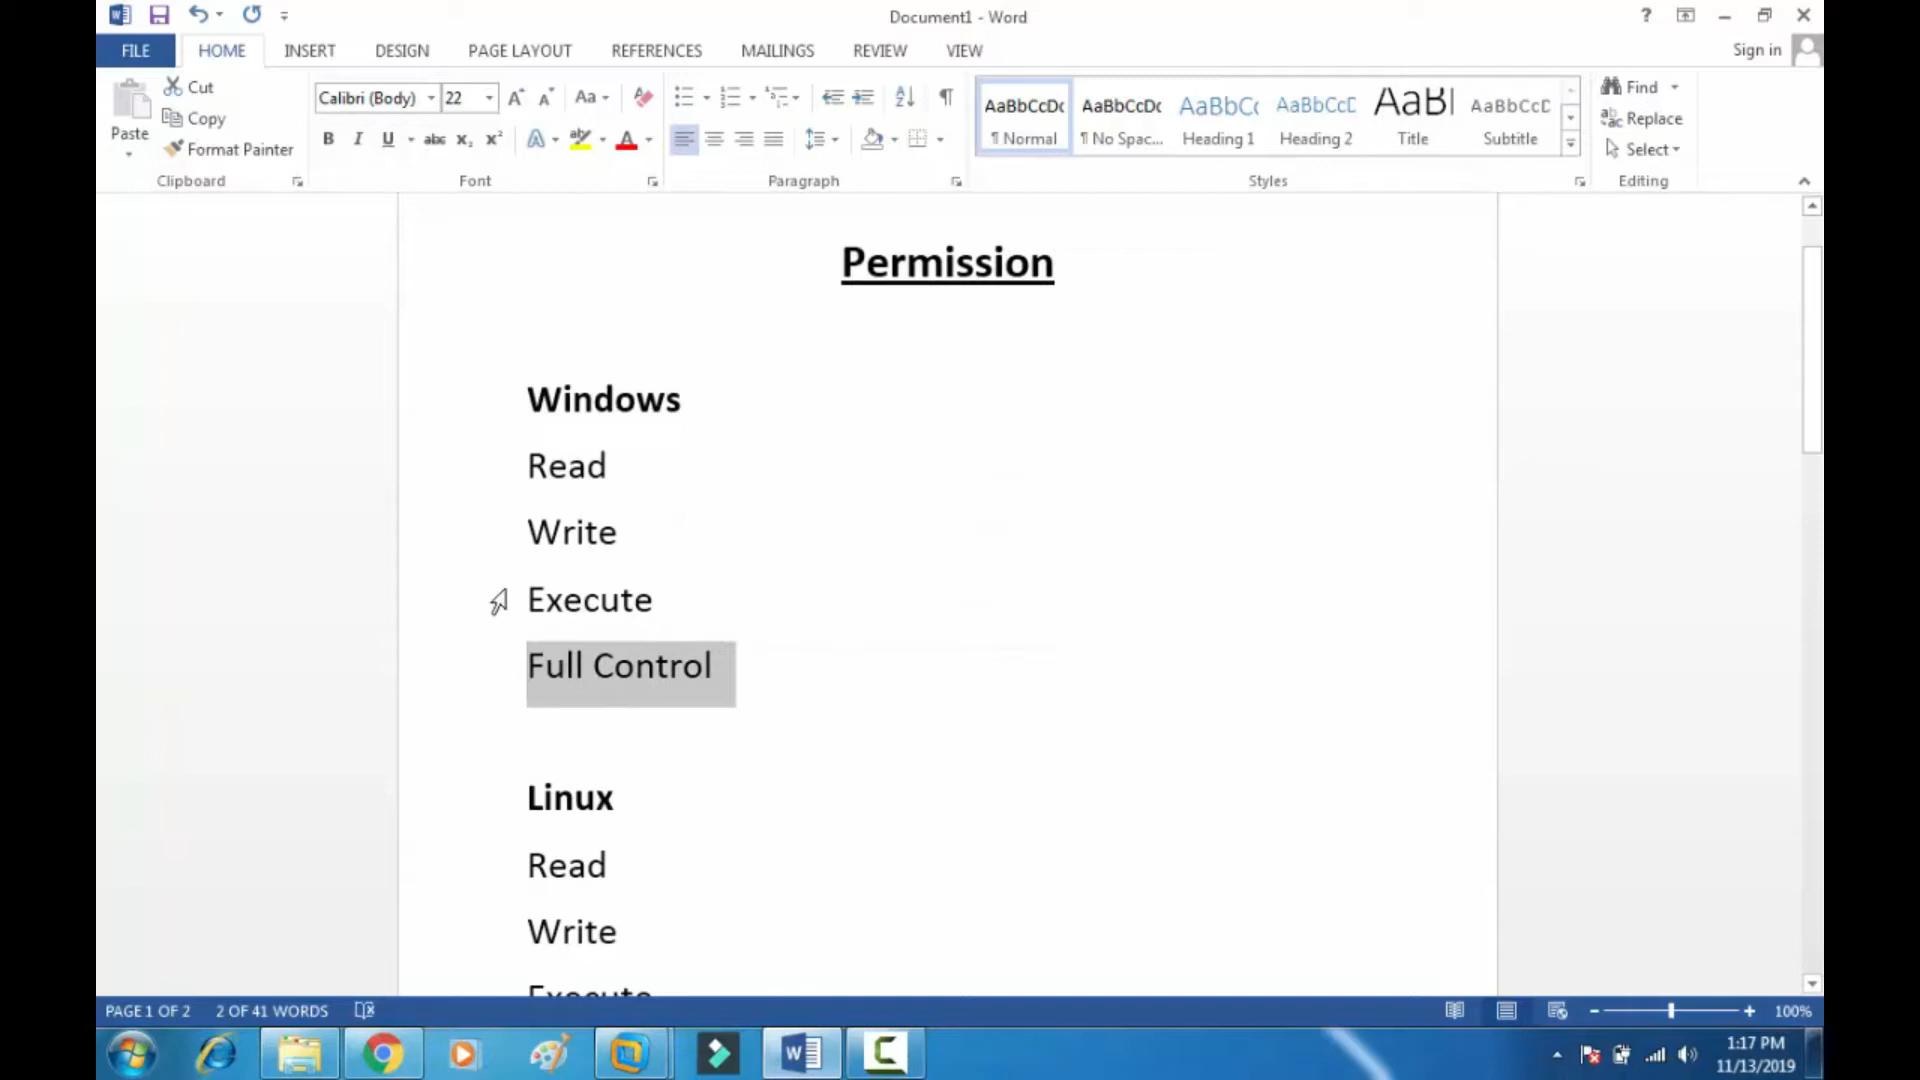 Document1 - Word
?
FILE HOME INSERT DESIGN PAGE LAYOUT REFERENCES MAILINGS REVIEW VIEW Sign in
Paste
Cut
Copy
Format Painter
Clipboard
Calibri (Body) 22
Font
Paragraph
AaBbCcDc AaBbCcDc AaBbCc AaBbCcD AaBl AaBbCcD
¶ Normal ¶ No Spac... Heading 1 Heading 2 Title Subtitle
Styles
Find
Replace
Select
Editing
Permission
Windows
Read
Write
Execute
Full Control
Linux
Read
Write
Execute
PAGE 1 OF 2 2 OF 41 WORDS 100%
1:17 PM
11/13/2019